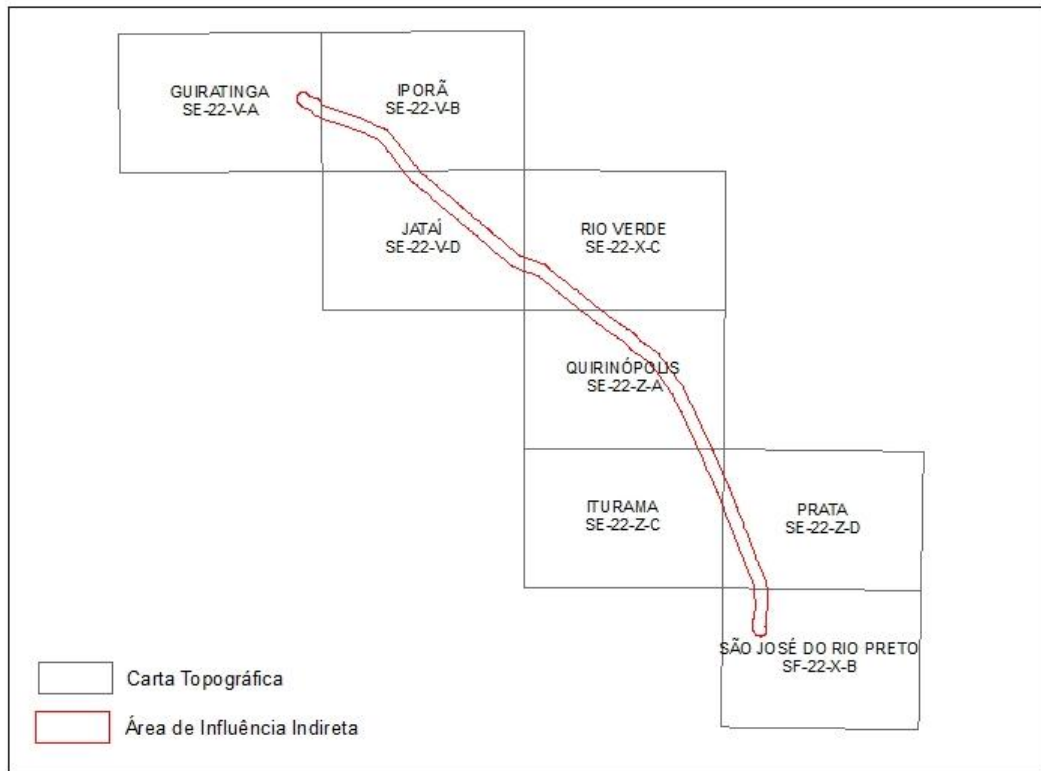 GUIRATINGA
SE-22-V-A
IPORÃ
SE-22-V-B
JATAÍ
SE-22-V-D
RIO VERDE
SE-22-X-C
QUIRINÓPOLIS
SE-22-Z-A
ITURAMA
SE-22-Z-C
PRATA
SE-22-Z-D
SÃO JOSÉ DO RIO PRETO
SF-22-X-B
Carta Topográfica
Área de Influência Indireta